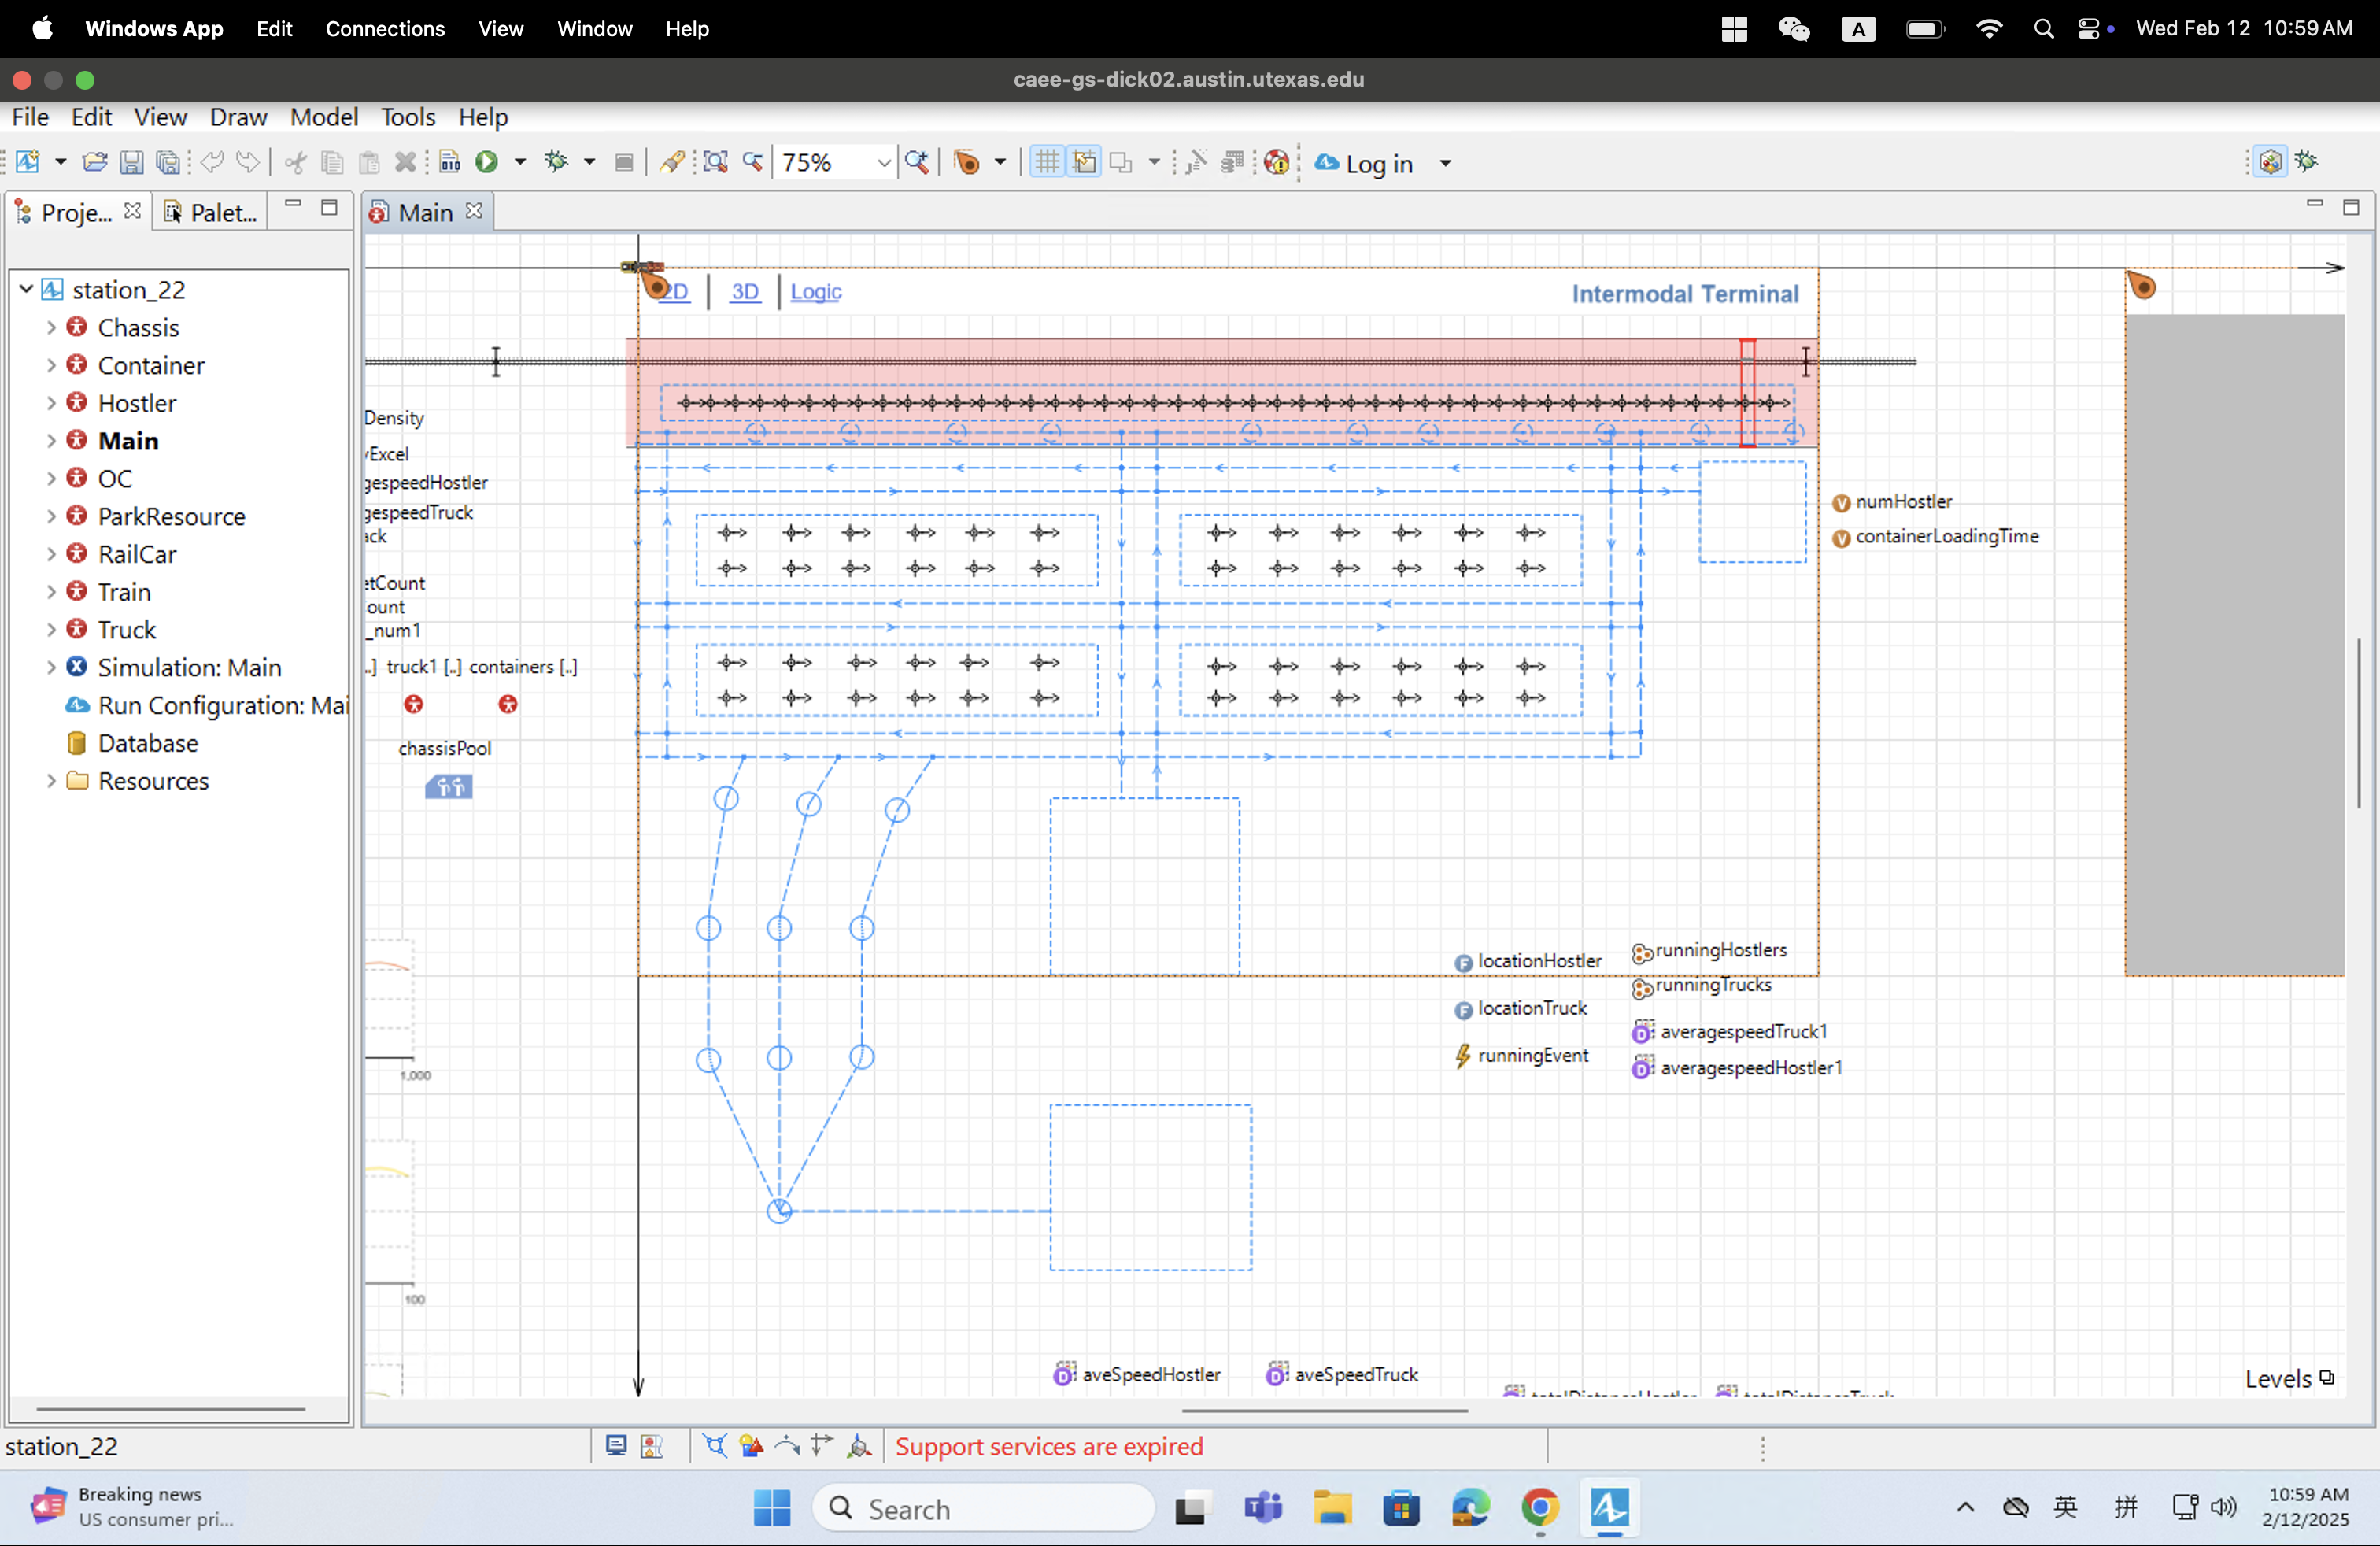 Windows App Edit Connections View Window Help A Wed Feb 12 10:59 AM
caee-gs-dick02.austin.utexas.edu
File Edit View Draw Model Tools Help
75% Log in
Proje... Palet... Main
station_22
Chassis
Container
Hostler
Main
OC
ParkResource
RailCar
Train
Truck
Simulation: Main
Run Configuration: Mai
Database
Resources
2D 3D Logic Intermodal Terminal
Density
yExcel
gespeedHostler
gespeedTruck
ack
etCount
ount
_num1
..] truck1 [..] containers [..]
chassisPool
numHostler
containerLoadingTime
locationHostler
runningHostlers
locationTruck
runningTrucks
runningEvent
averagespeedTruck1
averagespeedHostler1
1,000
100
aveSpeedHostler aveSpeedTruck
totalDistanceHostler totalDistanceTruck
Levels
station_22 Support services are expired
Breaking news
US consumer pri...
Search
英 拼
10:59 AM
2/12/2025